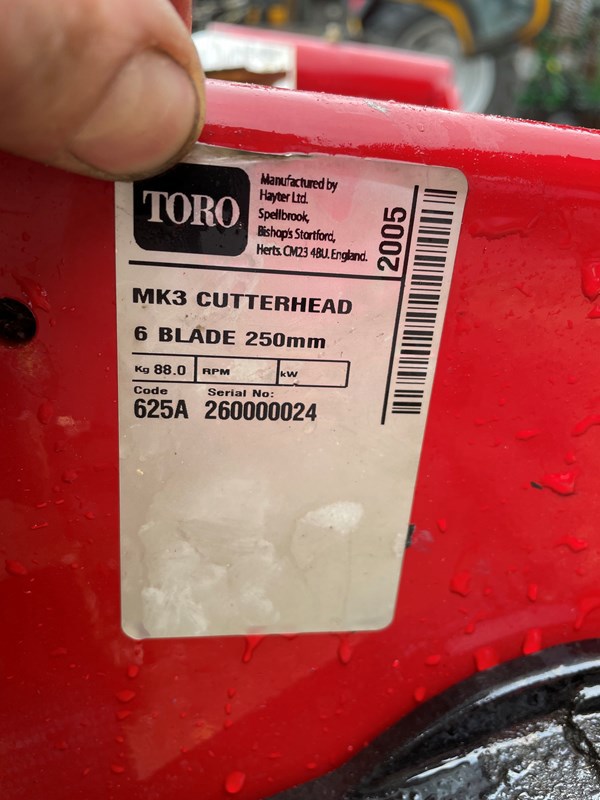 TORO
Manufactured by
Hayter Ltd.
Spellbrook,
Bishop's Stortford,
Herts. CM23 4BU. England.
2005
MK3 CUTTERHEAD
6 BLADE 250mm
Kg 88.0 RPM kW
Code Serial No:
625A 260000024